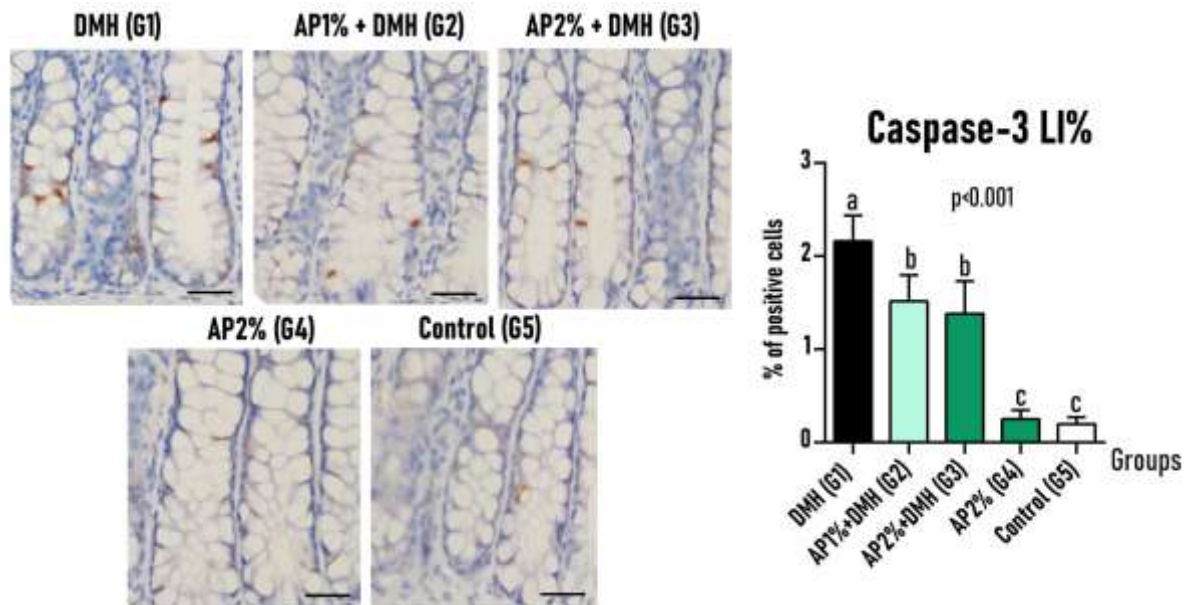 DMH (G1)
AP1% + DMH (G2)
AP2% + DMH (G3)
AP2% (G4)
Control (G5)
Caspase-3 LI%
% of positive cells
3
2
1
0
p<0.001
a
b
b
c
c
DMH (G1)
AP1%+DMH (G2)
AP2%+DMH (G3)
AP2% (G4)
Control (G5)
Groups